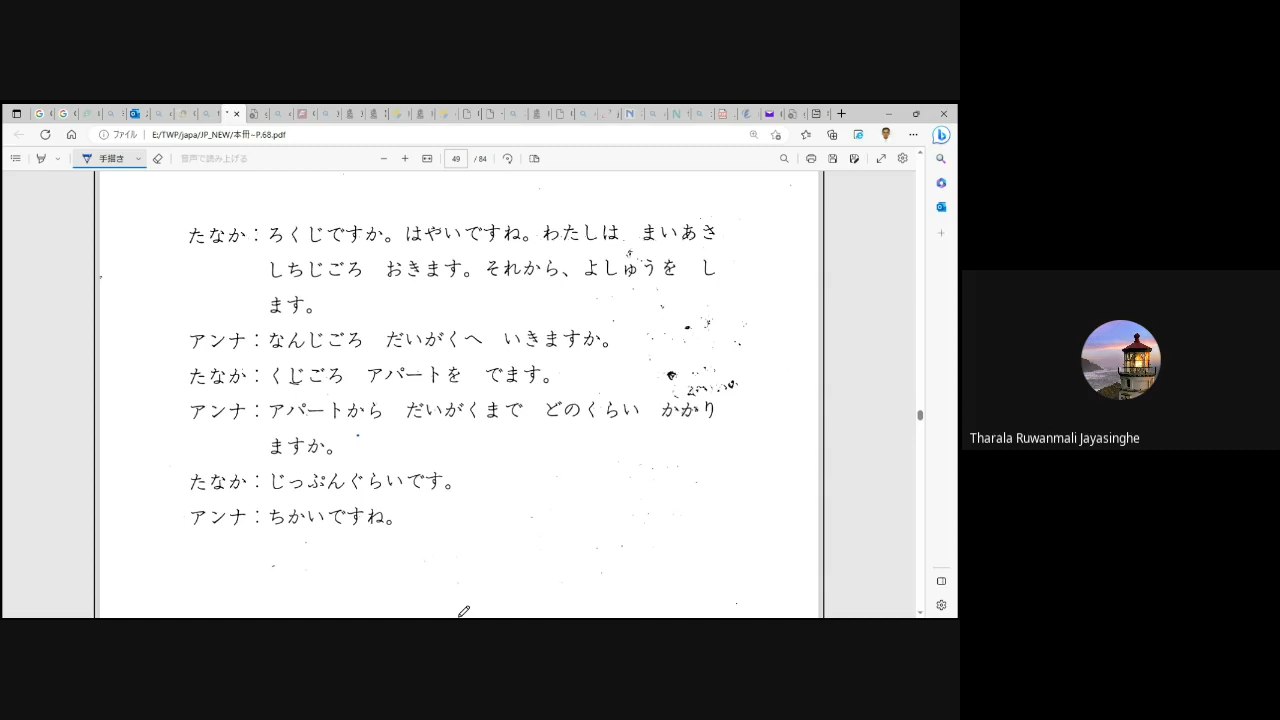 ファイル
E:/TWP/japa/JP_NEW/本冊~P.68.pdf
手描き
音声で読み上げる
49 / 84
たなか：ろくじですか。はやいですね。わたしは　まいあさ
しちじごろ　おきます。それから、よしゅうを　し
ます。
アンナ：なんじごろ　だいがくへ　いきますか。
たなか：くじごろ　アパートを　でます。
アンナ：アパートから　だいがくまで　どのくらい　かかり
ますか。
たなか：じっぷんぐらいです。
アンナ：ちかいですね。
Tharala Ruwanmali Jayasinghe